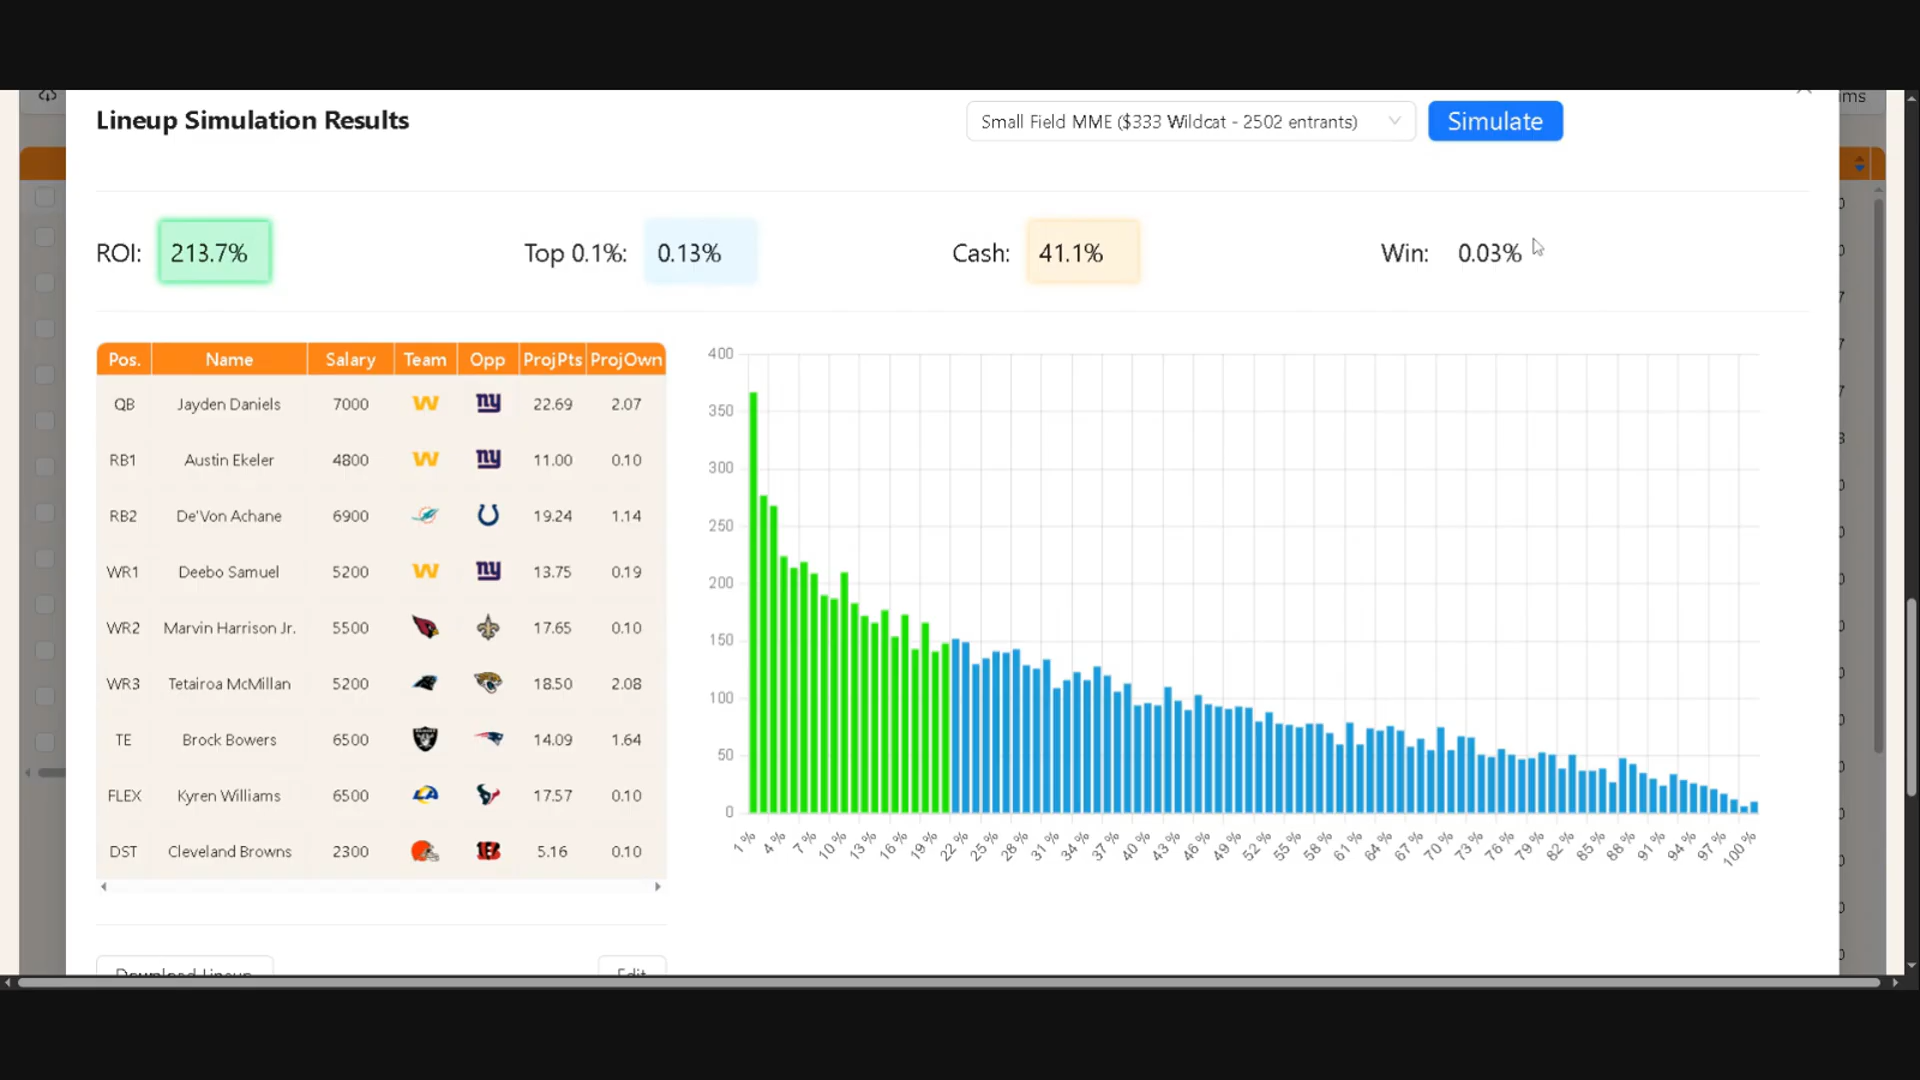 Lineup Simulation Results
Small Field MME ($333 Wildcat - 2502 entrants)
Simulate
ROI: 213.7% Top 0.1%: 0.13% Cash: 41.1% Win: 0.03%
Pos. Name Salary Team Opp ProjPts ProjOwn
QB Jayden Daniels 7000 W ny 22.69 2.07
RB1 Austin Ekeler 4800 W ny 11.00 0.10
RB2 De'Von Achane 6900 19.24 1.14
WR1 Deebo Samuel 5200 W ny 13.75 0.19
WR2 Marvin Harrison Jr. 5500 17.65 0.10
WR3 Tetairoa McMillan 5200 18.50 2.08
TE Brock Bowers 6500 14.09 1.64
FLEX Kyren Williams 6500 LA 17.57 0.10
DST Cleveland Browns 2300 B 5.16 0.10
400
350
300
250
200
150
100
50
0
1 % 4 % 7 % 10 % 13 % 16 % 19 % 22 % 25 % 28 % 31 % 34 % 37 % 40 % 43 % 46 % 49 % 52 % 55 % 58 % 61 % 64 % 67 % 70 % 73 % 76 % 79 % 82 % 85 % 88 % 91 % 94 % 97 % 100 %
Download Lineup
Edit